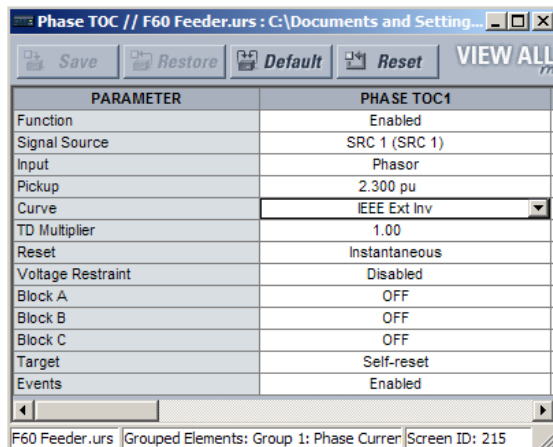 Phase TOC // F60 Feeder.urs : C:\Documents and Setting...
Save Restore Default Reset VIEW ALL
PARAMETER PHASE TOC1
Function Enabled
Signal Source SRC 1 (SRC 1)
Input Phasor
Pickup 2.300 pu
Curve IEEE Ext Inv
TD Multiplier 1.00
Reset Instantaneous
Voltage Restraint Disabled
Block A OFF
Block B OFF
Block C OFF
Target Self-reset
Events Enabled
F60 Feeder.urs Grouped Elements: Group 1: Phase Curren Screen ID: 215